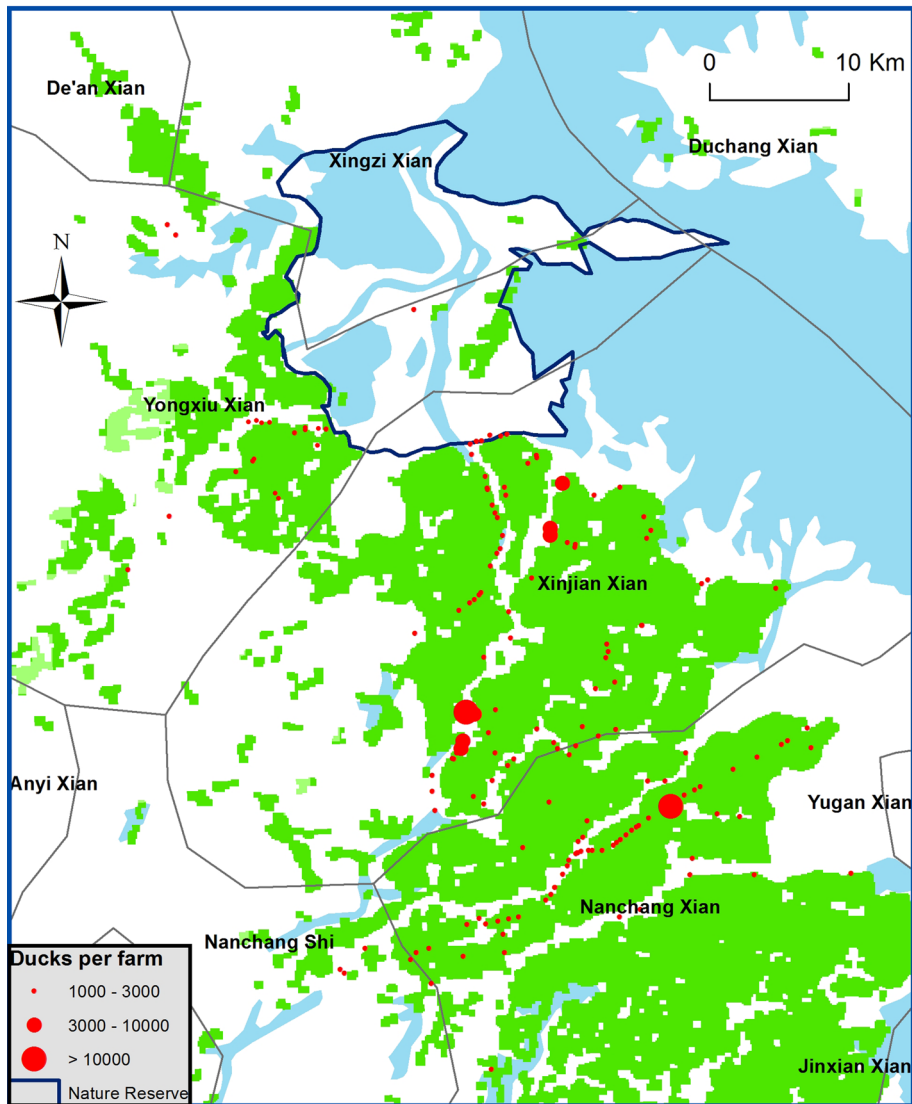 De'an Xian
0 10 Km
Duchang Xian
Xingzi Xian
N
Yongxiu Xian
Xinjian Xian
Anyi Xian
Yugan Xian
Nanchang Xian
Nanchang Shi
Ducks per farm
1000 - 3000
3000 - 10000
> 10000
Jinxian Xian
Nature Reserve